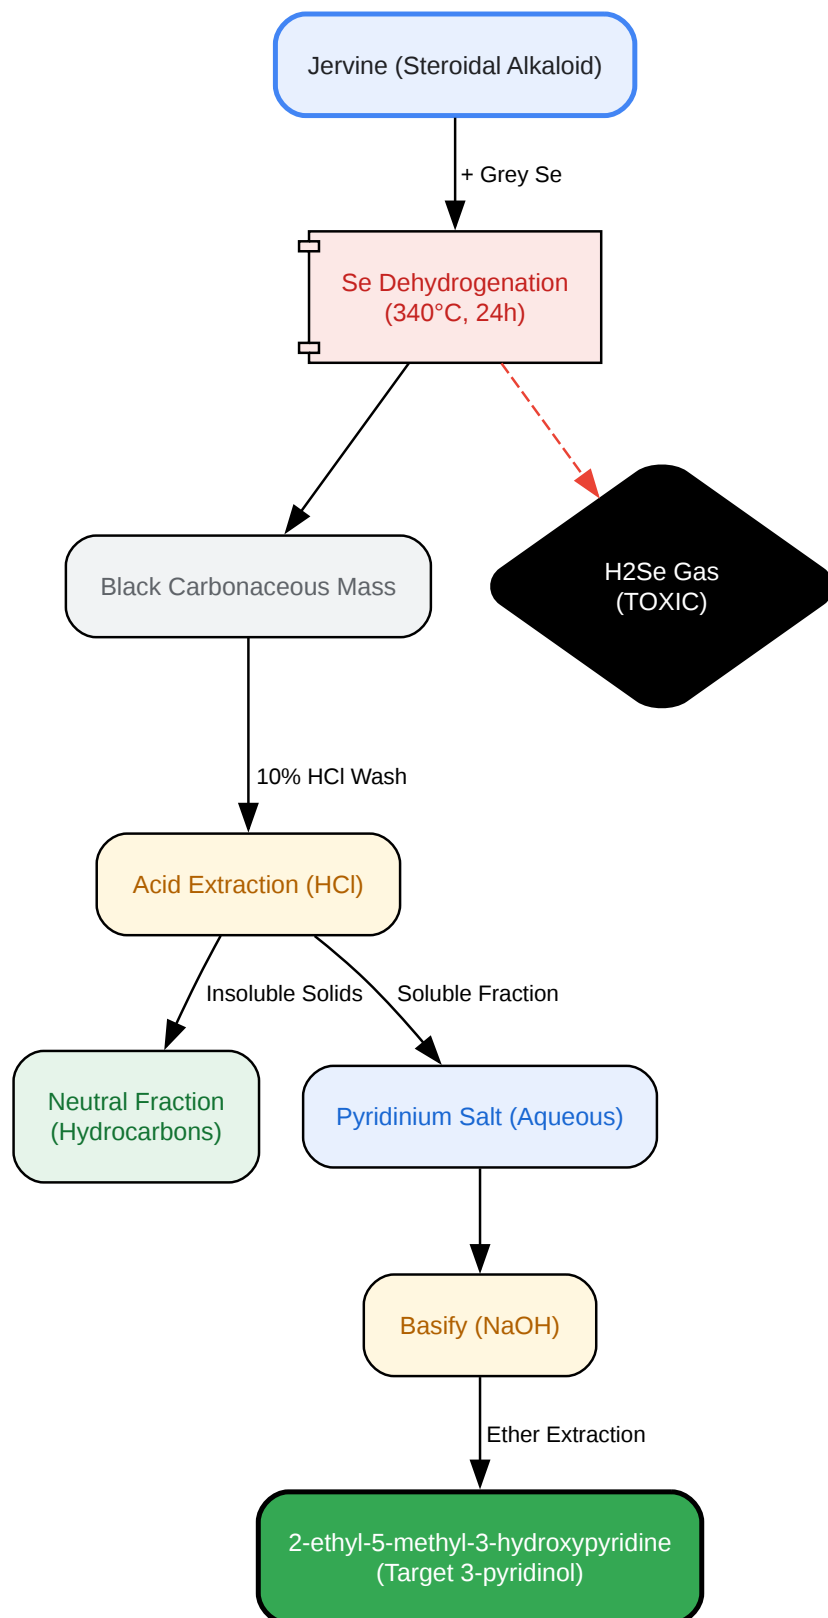 Jervine (Steroidal Alkaloid)
+ Grey Se
Se Dehydrogenation
(340°C, 24h)
H2Se Gas
(TOXIC)
Black Carbonaceous Mass
10% HCl Wash
Acid Extraction (HCl)
Insoluble Solids
Soluble Fraction
Neutral Fraction
(Hydrocarbons)
Pyridinium Salt (Aqueous)
Basify (NaOH)
Ether Extraction
2-ethyl-5-methyl-3-hydroxypyridine
(Target 3-pyridinol)